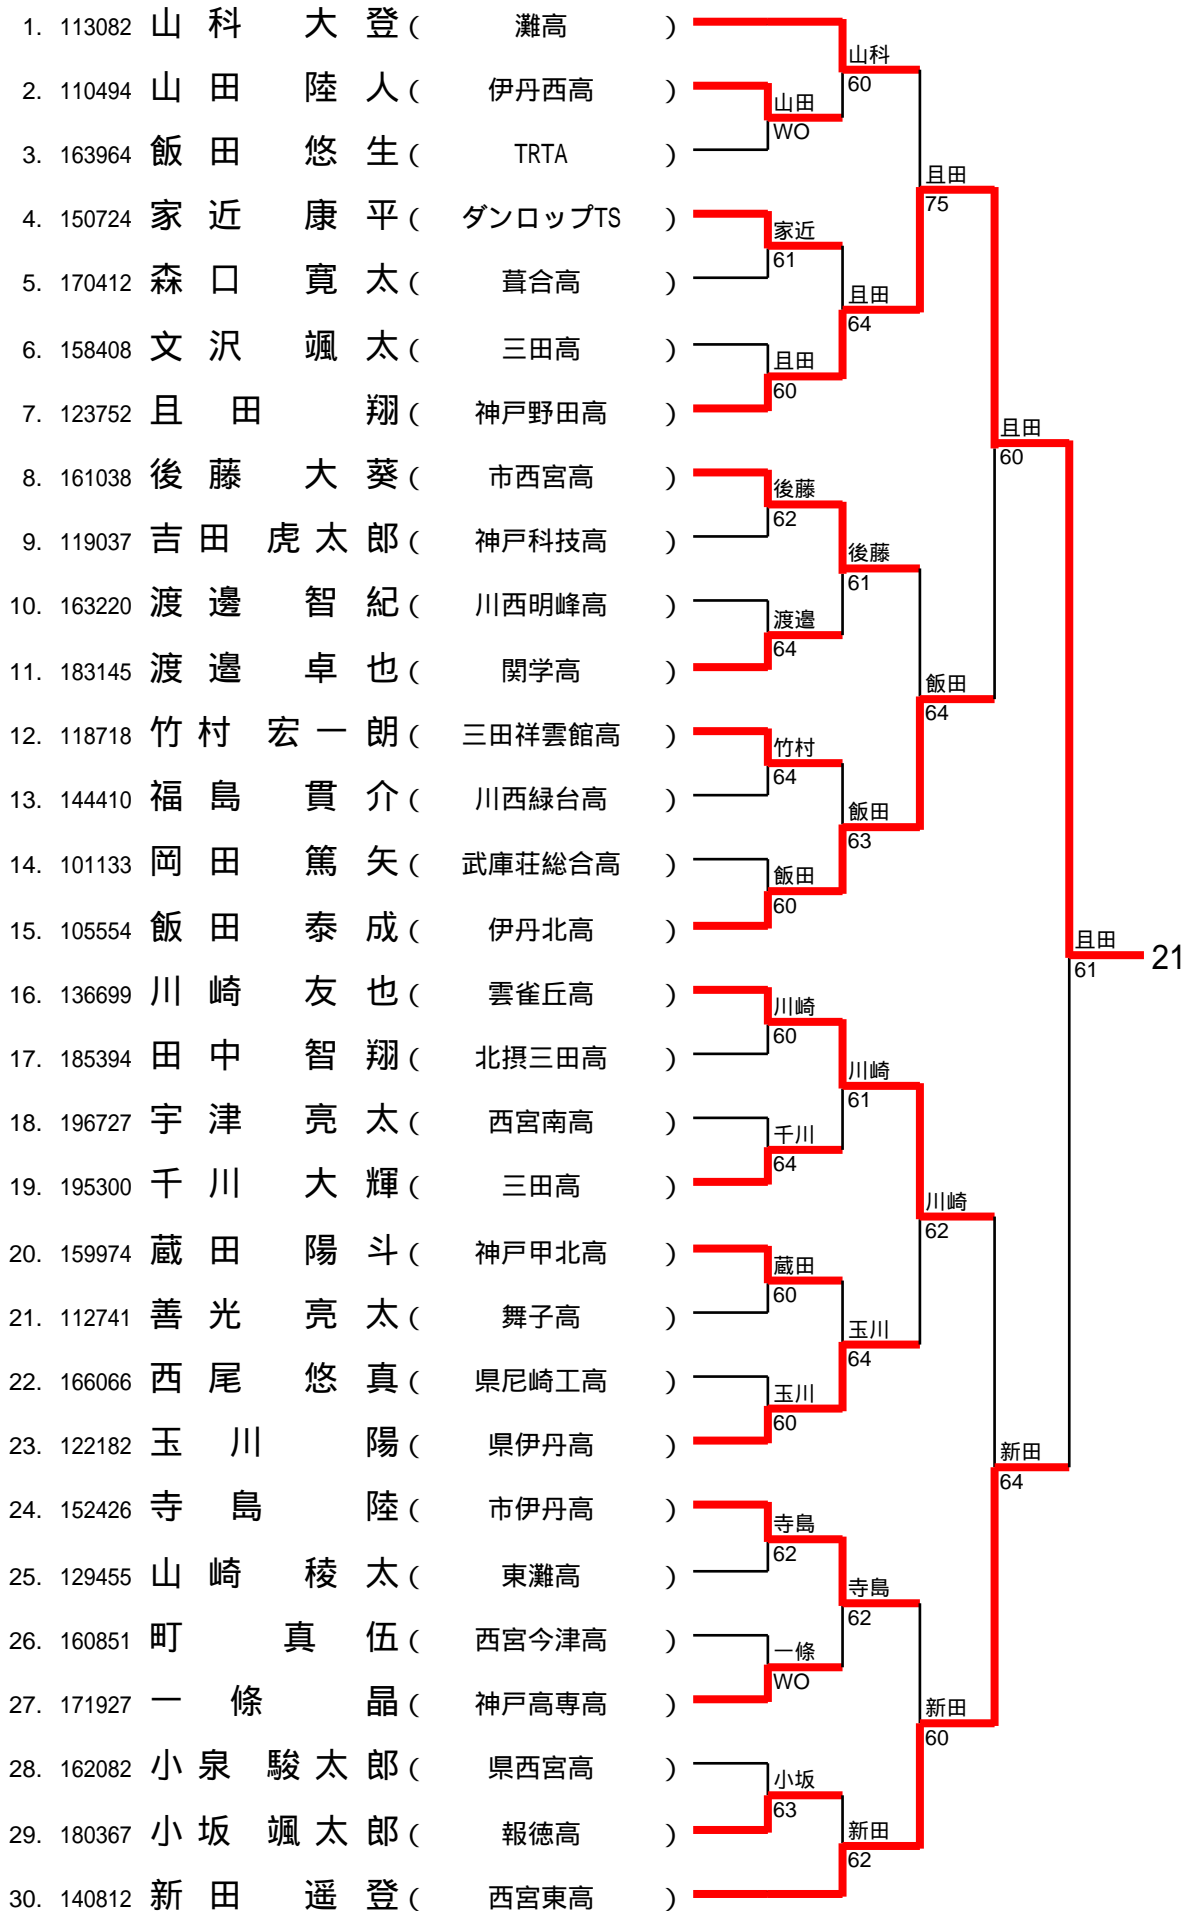 1. 113082 山科 大登 ( 灘高 )
山科
60
2. 110494 山田 陸人 ( 伊丹西高 )
山田
WO
3. 163964 飯田 悠生 ( TRTA )
且田
75
4. 150724 家近 康平 ( ダンロップTS )
家近
61
5. 170412 森口 寛太 ( 葺合高 )
且田
64
6. 158408 文沢 颯太 ( 三田高 )
且田
60
7. 123752 且田 翔 ( 神戸野田高 )
且田
60
8. 161038 後藤 大葵 ( 市西宮高 )
後藤
62
9. 119037 吉田 虎太郎 ( 神戸科技高 )
後藤
61
10. 163220 渡邊 智紀 ( 川西明峰高 )
渡邉
64
11. 183145 渡邉 卓也 ( 関学高 )
飯田
64
12. 118718 竹村 宏一朗 ( 三田祥雲館高 )
竹村
64
13. 144410 福島 貫介 ( 川西緑台高 )
飯田
63
14. 101133 岡田 篤矢 ( 武庫荘総合高 )
飯田
60
15. 105554 飯田 泰成 ( 伊丹北高 )
且田
61
21
16. 136699 川崎 友也 ( 雲雀丘高 )
川崎
60
17. 185394 田中 智翔 ( 北摂三田高 )
川崎
61
18. 196727 宇津 亮太 ( 西宮南高 )
千川
64
19. 195300 千川 大輝 ( 三田高 )
川崎
62
20. 159974 蔵田 陽斗 ( 神戸甲北高 )
蔵田
60
21. 112741 善光 亮太 ( 舞子高 )
玉川
64
22. 166066 西尾 悠真 ( 県尼崎工高 )
玉川
60
23. 122182 玉川 陽 ( 県伊丹高 )
新田
64
24. 152426 寺島 陸 ( 市伊丹高 )
寺島
62
25. 129455 山崎 稜太 ( 東灘高 )
寺島
62
26. 160851 町 真伍 ( 西宮今津高 )
一條
WO
27. 171927 一條 晶 ( 神戸高専高 )
新田
60
28. 162082 小泉 駿太郎 ( 県西宮高 )
小坂
63
29. 180367 小坂 颯太郎 ( 報徳高 )
新田
62
30. 140812 新田 遥登 ( 西宮東高 )